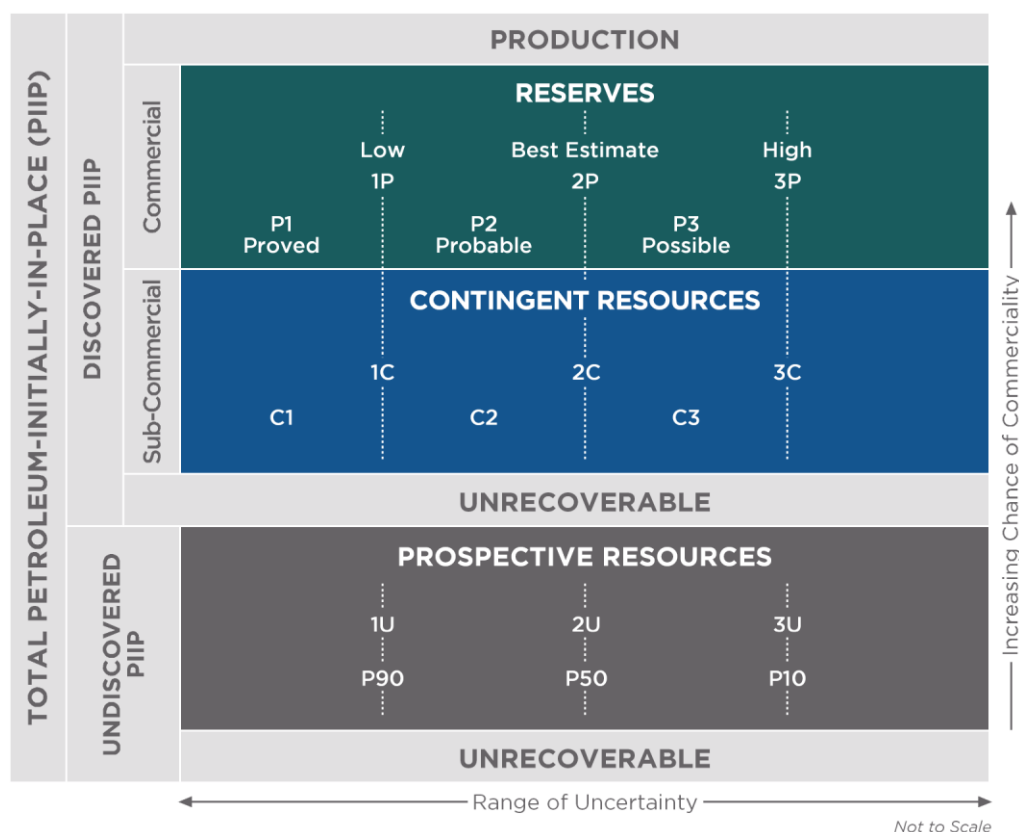 TOTAL PETROLEUM-INITIALLY-IN-PLACE (PIIP)
DISCOVERED PIIP
PRODUCTION
Commercial
RESERVES
Low
Best Estimate
High
1P
2P
3P
P1
Proved
P2
Probable
P3
Possible
Sub-Commercial
CONTINGENT RESOURCES
1C
2C
3C
C1
C2
C3
UNRECOVERABLE
UNDISCOVERED
PIIP
PROSPECTIVE RESOURCES
1U
2U
3U
P90
P50
P10
UNRECOVERABLE
Increasing Chance of Commerciality
Range of Uncertainty
Not to Scale